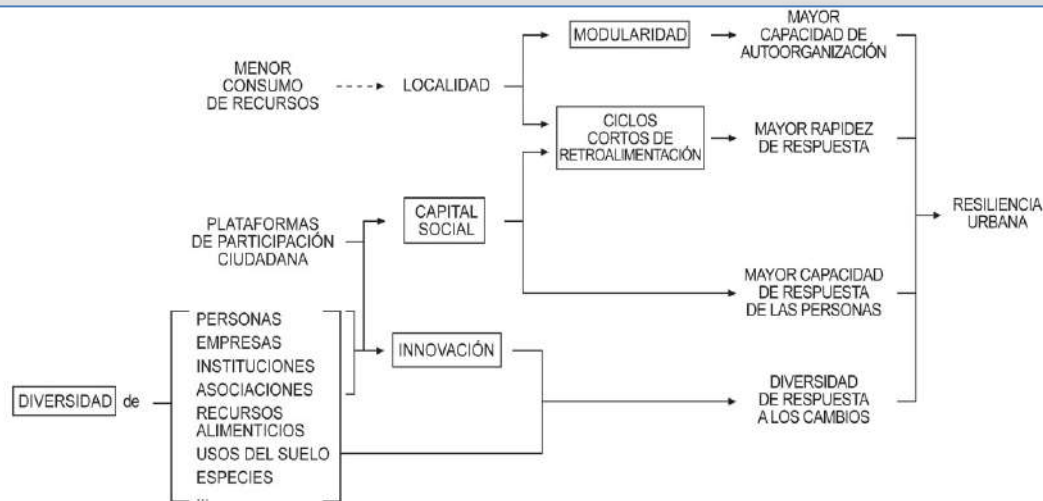 MENOR
CONSUMO
DE RECURSOS
LOCALIDAD
MODULARIDAD
MAYOR
CAPACIDAD DE
AUTOORGANIZACIÓN
CICLOS
CORTOS DE
RETROALIMENTACIÓN
MAYOR RAPIDEZ
DE RESPUESTA
PLATAFORMAS
DE PARTICIPACIÓN
CIUDADANA
CAPITAL
SOCIAL
RESILIENCIA
URBANA
MAYOR CAPACIDAD
DE RESPUESTA
DE LAS PERSONAS
DIVERSIDAD de
PERSONAS
EMPRESAS
INSTITUCIONES
ASOCIACIONES
RECURSOS
ALIMENTICIOS
USOS DEL SUELO
ESPECIES
...
INNOVACIÓN
DIVERSIDAD
DE RESPUESTA
A LOS CAMBIOS